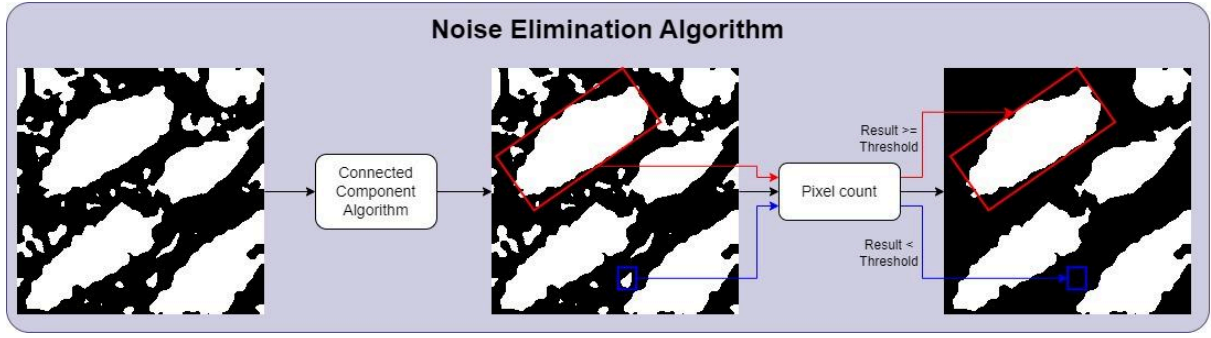 Noise Elimination Algorithm
Connected
Component
Algorithm
Pixel count
Result >=
Threshold
Result <
Threshold